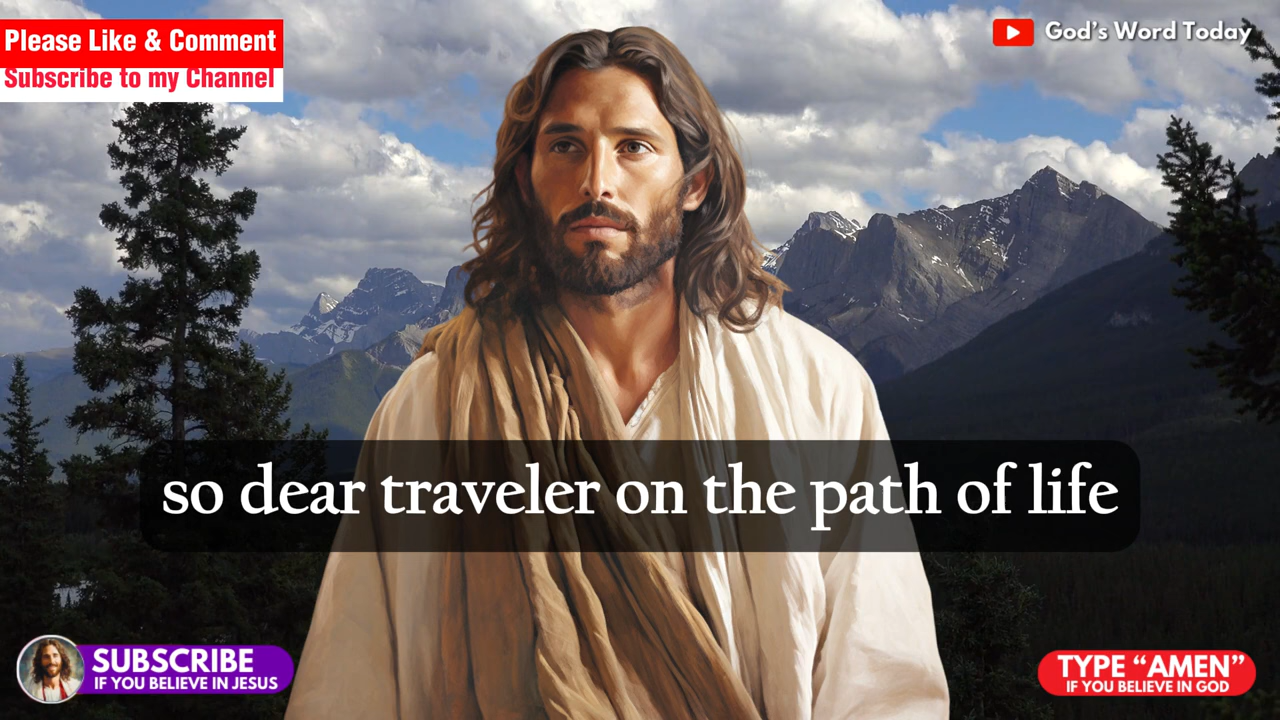 Please Like & Comment
Subscribe to my Channel
God's Word Today
so dear traveler on the path of life
SUBSCRIBE
IF YOU BELIEVE IN JESUS
TYPE “AMEN”
IF YOU BELIEVE IN GOD